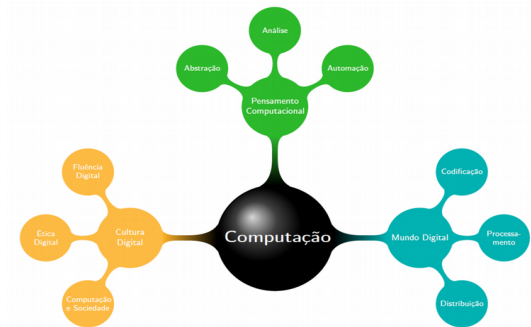 Análise
Abstração
Automação
Pensamento
Computacional
Fluência
Digital
Ética
Digital
Cultura
Digital
Computação
e Sociedade
Computação
Codificação
Mundo Digital
Processa-
mento
Distribuição